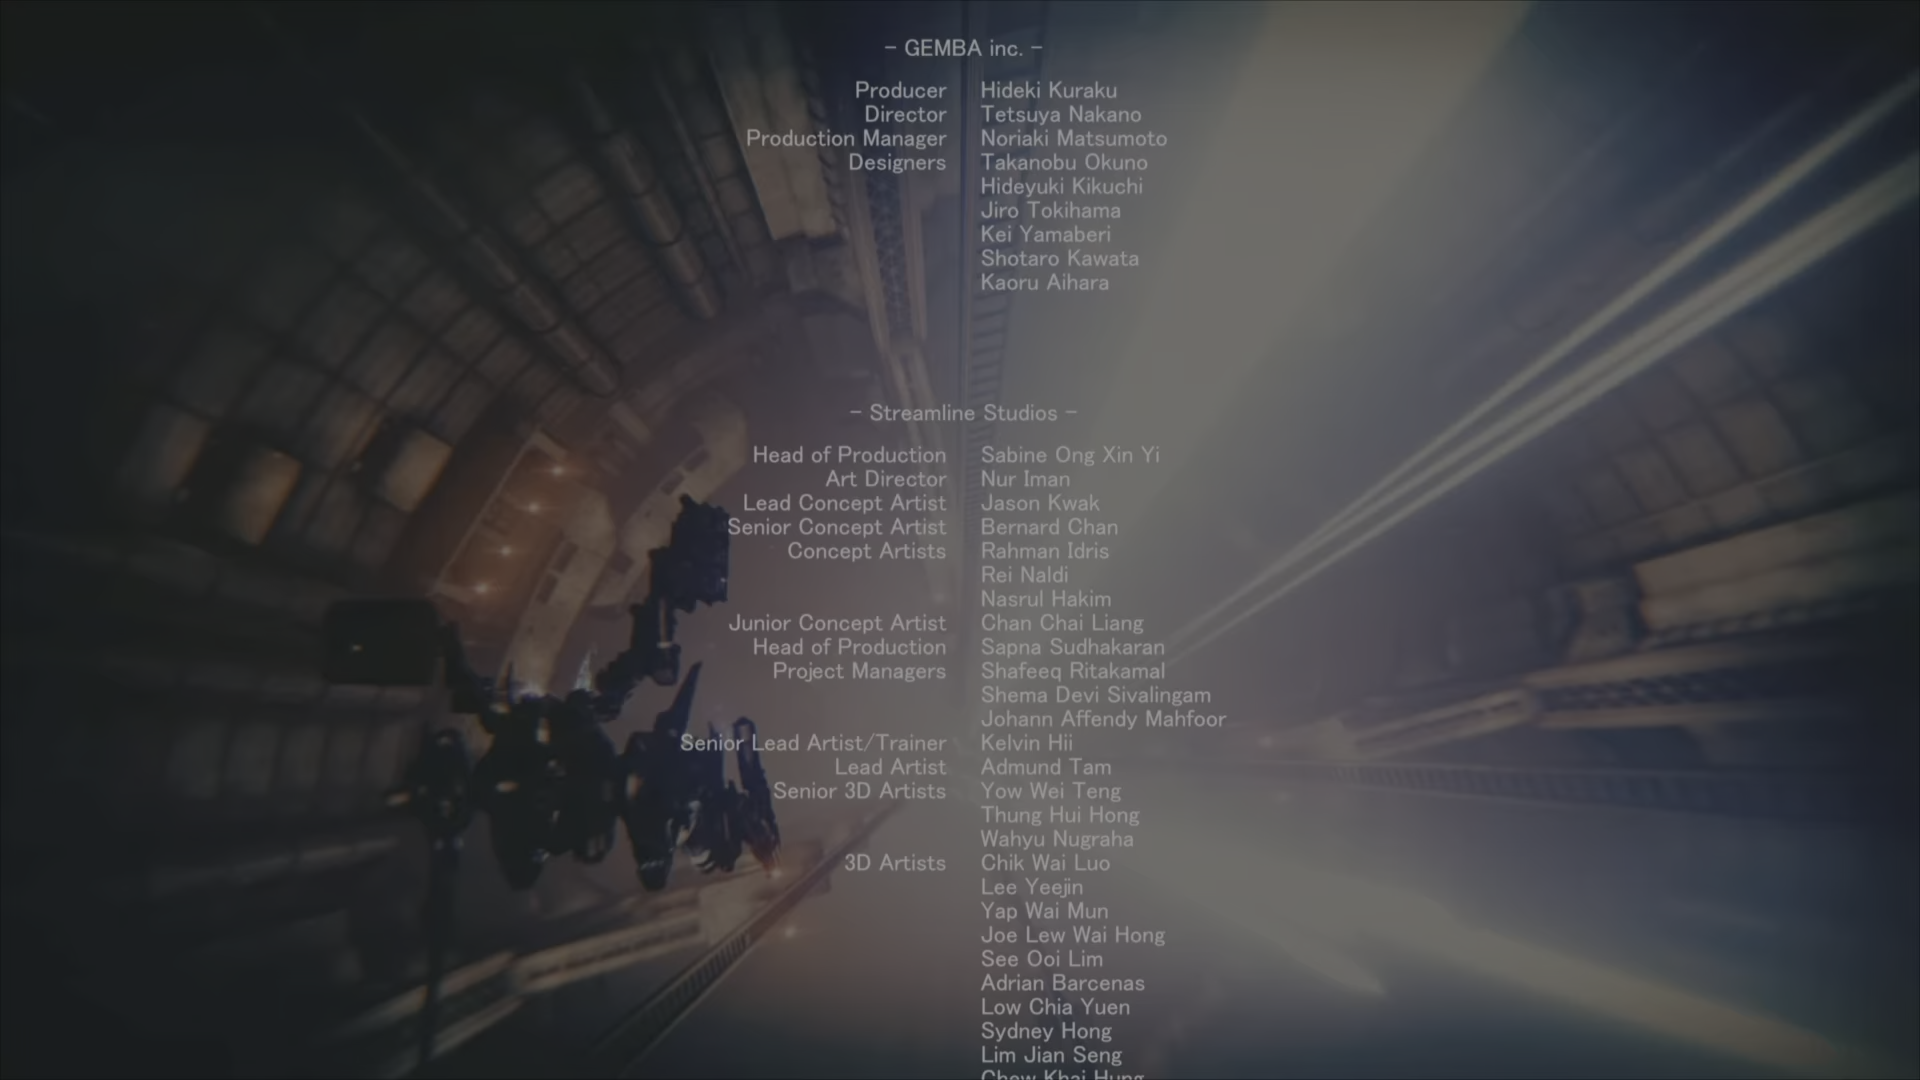 - GEMBA inc. -
Producer Hideki Kuraku
Director Tetsuya Nakano
Production Manager Noriaki Matsumoto
Designers Takanobu Okuno
Hideyuki Kikuchi
Jiro Tokihama
Kei Yamaberi
Shotaro Kawata
Kaoru Aihara
- Streamline Studios -
Head of Production Sabine Ong Xin Yi
Art Director Nur Iman
Lead Concept Artist Jason Kwak
Senior Concept Artist Bernard Chan
Concept Artists Rahman Idris
Rei Naldi
Nasrul Hakim
Junior Concept Artist Chan Chai Liang
Head of Production Sapna Sudhakaran
Project Managers Shafeeq Ritakamal
Shema Devi Sivalingam
Johann Affendy Mahfoor
Senior Lead Artist/Trainer Kelvin Hii
Lead Artist Admund Tam
Senior 3D Artists Yow Wei Teng
Thung Hui Hong
Wahyu Nugraha
3D Artists Chik Wai Luo
Lee Yeejin
Yap Wai Mun
Joe Lew Wai Hong
See Ooi Lim
Adrian Barcenas
Low Chia Yuen
Sydney Hong
Lim Jian Seng
Chow Khai Hung